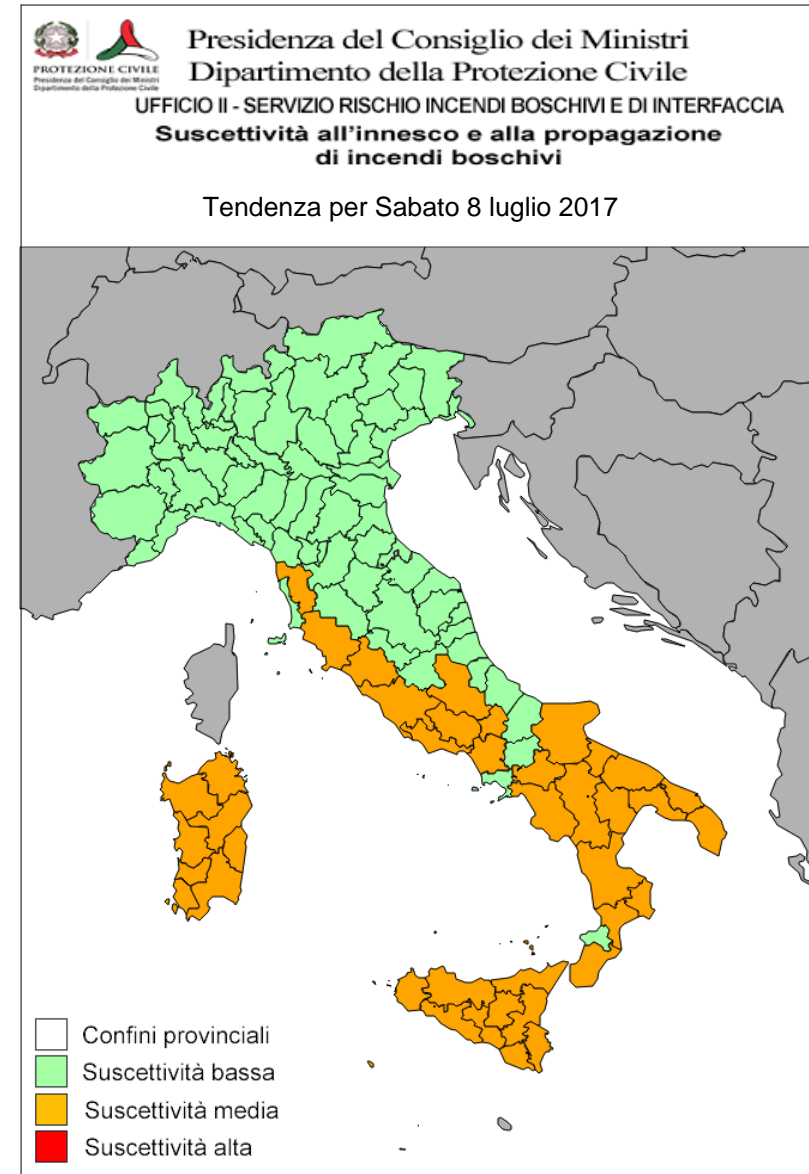 PROTEZIONE CIVILE
Presidenza del Consiglio dei Ministri
Dipartimento della Protezione Civile
Presidenza del Consiglio dei Ministri
Dipartimento della Protezione Civile
UFFICIO II - SERVIZIO RISCHIO INCENDI BOSCHIVI E DI INTERFACCIA
Suscettività all'innesco e alla propagazione
di incendi boschivi
Tendenza per Sabato 8 luglio 2017
Confini provinciali
Suscettività bassa
Suscettività media
Suscettività alta